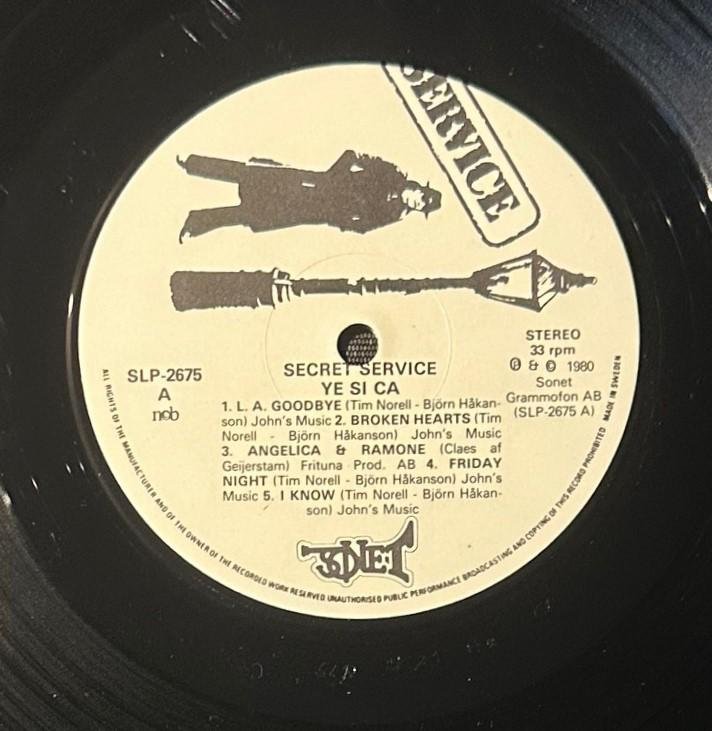 SERVICE
STEREO
33 rpm
℗ & © 1980
Sonet
Grammofon AB
(SLP-2675 A)
SLP-2675
A
ncb
SECRET SERVICE
YE SI CA
1. L. A. GOODBYE (Tim Norell - Björn Håkan-
son) John's Music 2. BROKEN HEARTS (Tim
Norell - Björn Håkanson) John's Music
3. ANGELICA & RAMONE (Claes af
Geijerstam) Frituna Prod. AB 4. FRIDAY
NIGHT (Tim Norell - Björn Håkanson) John's
Music 5. I KNOW (Tim Norell - Björn Håkan-
son) John's Music
SONET
ALL RIGHTS OF THE MANUFACTURER AND OF THE OWNER OF THE RECORDED WORK RESERVED UNAUTHORISED PUBLIC PERFORMANCE BROADCASTING AND COPYING OF THIS RECORD PROHIBITED MADE IN SWEDEN